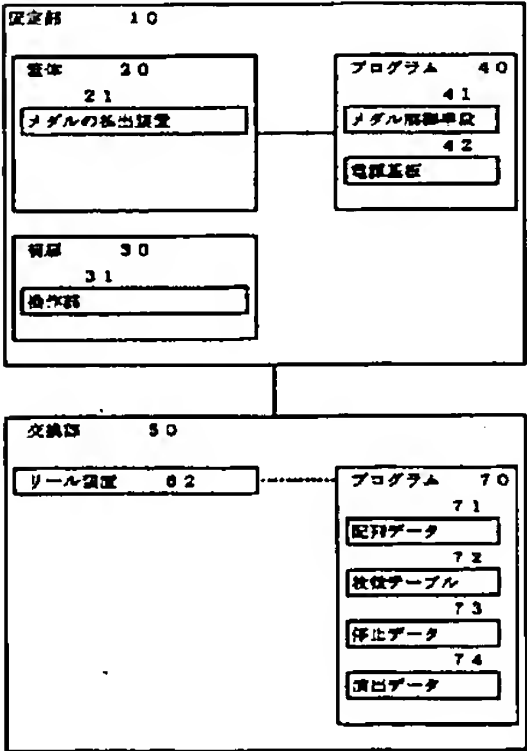 固定部 10
筐体 20
21
メダルの払出装置
プログラム 40
41
メダル制御手段
42
電源基板
前扉 30
31
操作部
交換部 50
リール装置 62
プログラム 70
71
配列データ
72
枚数テーブル
73
停止データ
74
演出データ